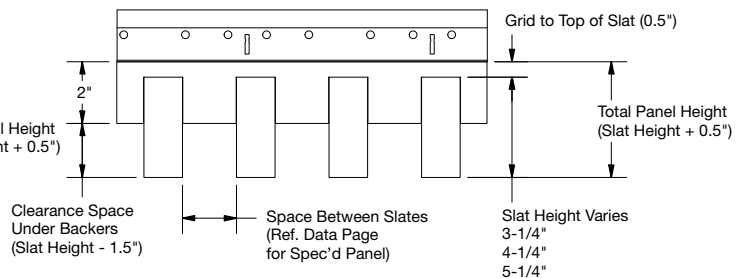 Grid to Top of Slat (0.5")
2"
l Height
ht + 0.5")
Total Panel Height
(Slat Height + 0.5")
Clearance Space
Under Backers
(Slat Height - 1.5")
Space Between Slates
(Ref. Data Page
for Spec'd Panel)
Slat Height Varies
3-1/4"
4-1/4"
5-1/4"